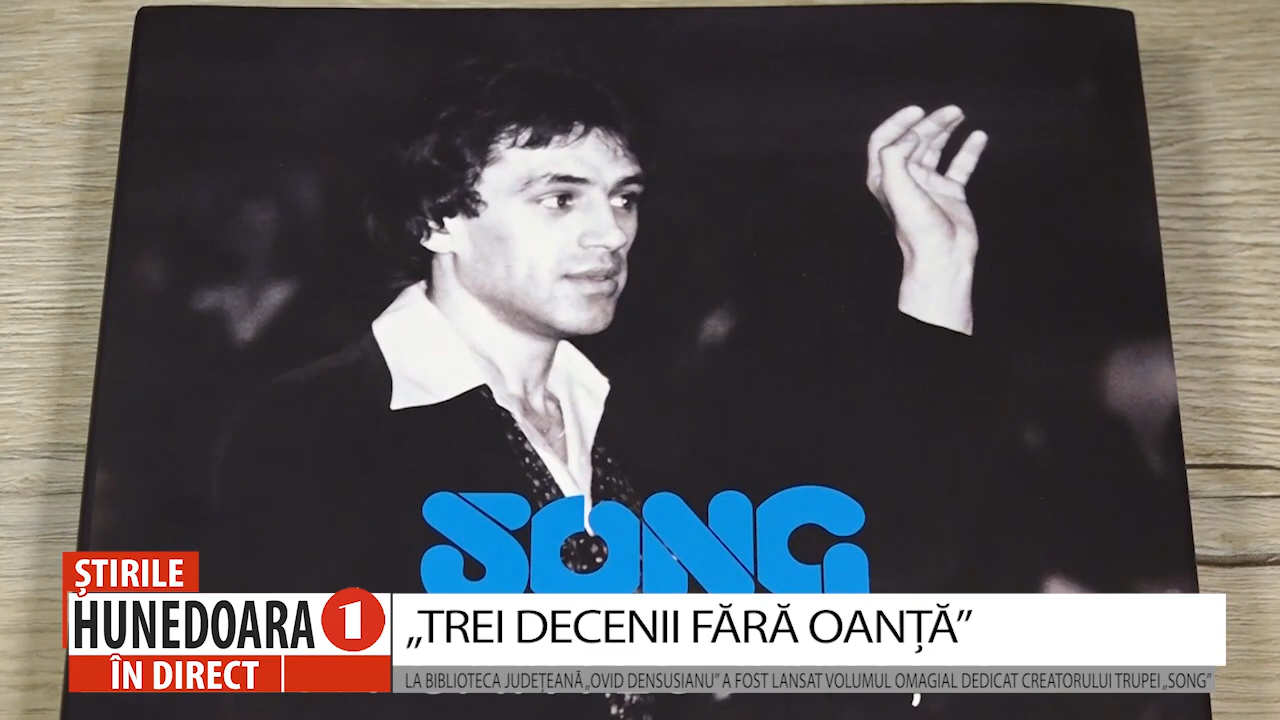 SONG
ȘTIRILE
HUNEDOARA 1
ÎN DIRECT
„TREI DECENII FĂRĂ OANȚĂ”
LA BIBLIOTECA JUDEȚEANĂ „OVID DENSUSIANU” A FOST LANSAT VOLUMUL OMAGIAL DEDICAT CREATORULUI TRUPEI „SONG”